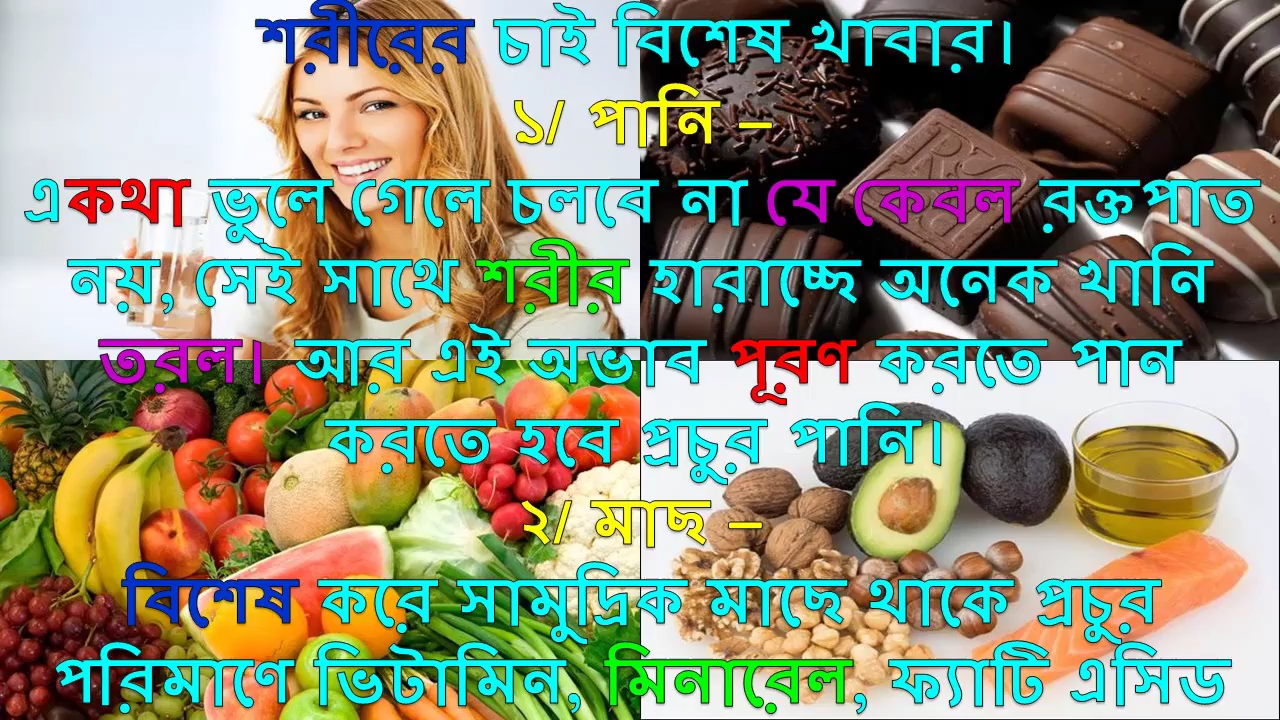 শরীরের চাই বিশেষ খাবার।
১/ পানি –
একথা ভুলে গেলে চলবে না যে কেবল রক্তপাত
নয়, সেই সাথে শরীর হারাচ্ছে অনেক খানি
তরল। আর এই অভাব পূরণ করতে পান
করতে হবে প্রচুর পানি।
২/ মাছ –
বিশেষ করে সামুদ্রিক মাছে থাকে প্রচুর
পরিমাণে ভিটামিন, মিনারেল, ফ্যাটি এসিড